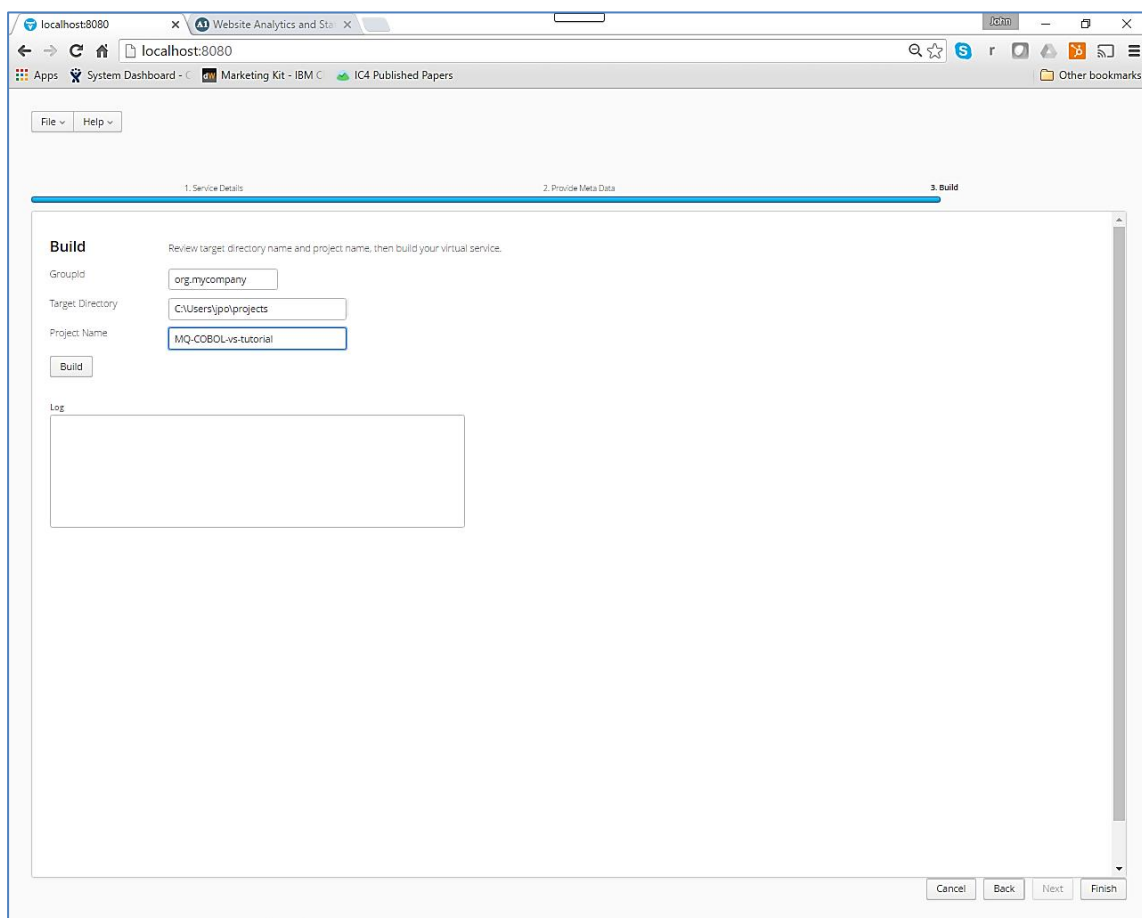 localhost:8080
Website Analytics and Sta
John
localhost:8080
Apps
System Dashboard - C
Marketing Kit - IBM C
IC4 Published Papers
Other bookmarks
File
Help
1. Service Details
2. Provide Meta Data
3. Build
Build
Review target directory name and project name, then build your virtual service.
GroupId
org.mycompany
Target Directory
C:\Users\jpo\projects
Project Name
MQ-COBOL-vs-tutorial
Build
Log
Cancel
Back
Next
Finish